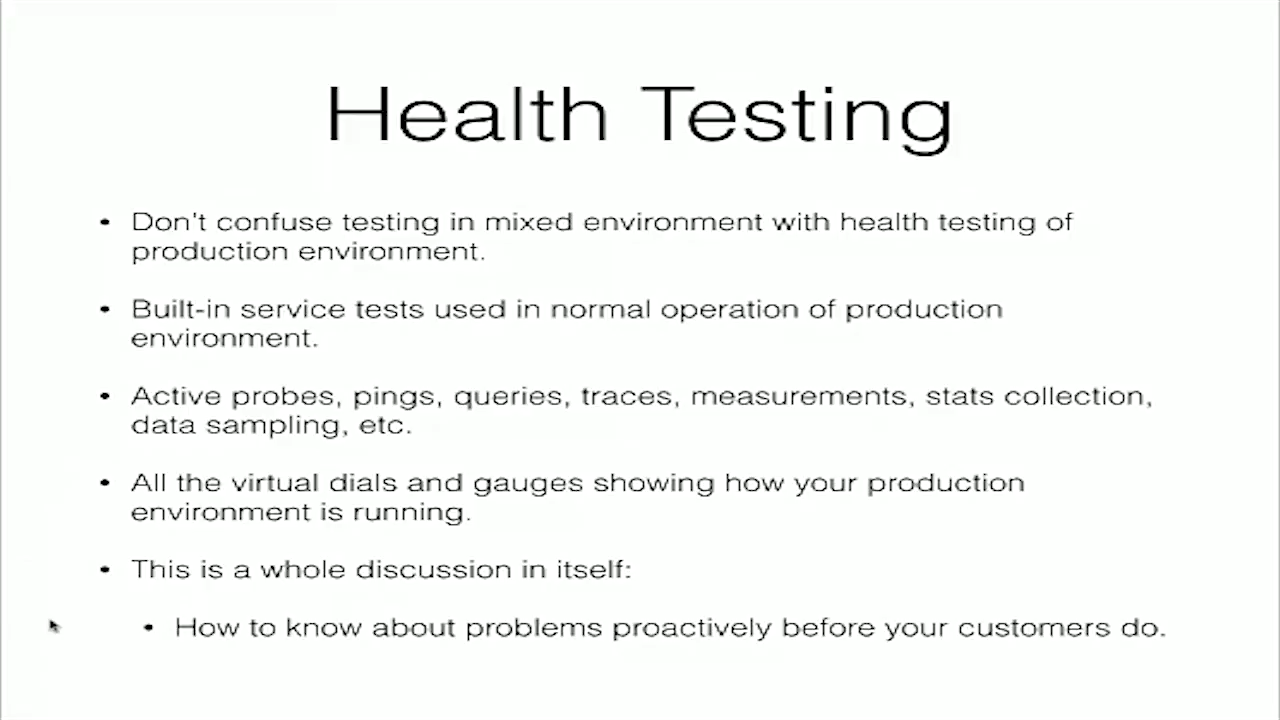 Health Testing
• Don't confuse testing in mixed environment with health testing of
production environment.
• Built-in service tests used in normal operation of production
environment.
• Active probes, pings, queries, traces, measurements, stats collection,
data sampling, etc.
• All the virtual dials and gauges showing how your production
environment is running.
• This is a whole discussion in itself:
• How to know about problems proactively before your customers do.